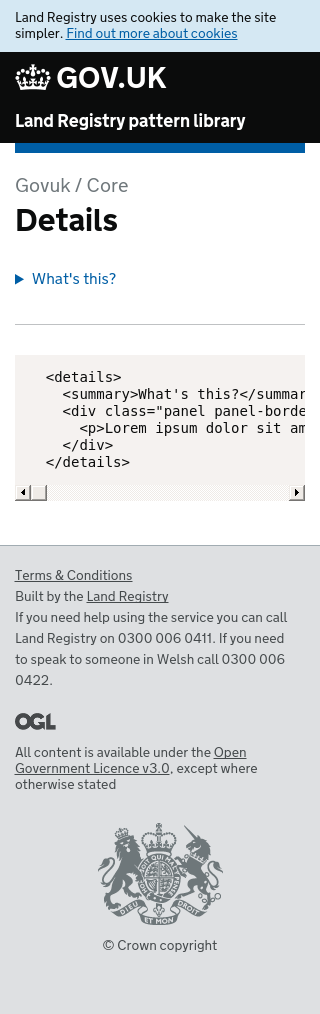 Land Registry uses cookies to make the site
simpler. Find out more about cookies
GOV.UK
Land Registry pattern library
Govuk / Core
Details
What's this?
<details>
<summary>What's this?</summar
<div class="panel panel-borde
<p>Lorem ipsum dolor sit am
</div>
</details>
Terms & Conditions
Built by the Land Registry
If you need help using the service you can call
Land Registry on 0300 006 0411. If you need
to speak to someone in Welsh call 0300 006
0422.
OGL
All content is available under the Open
Government Licence v3.0, except where
otherwise stated
DIEU ET MON DROIT
© Crown copyright